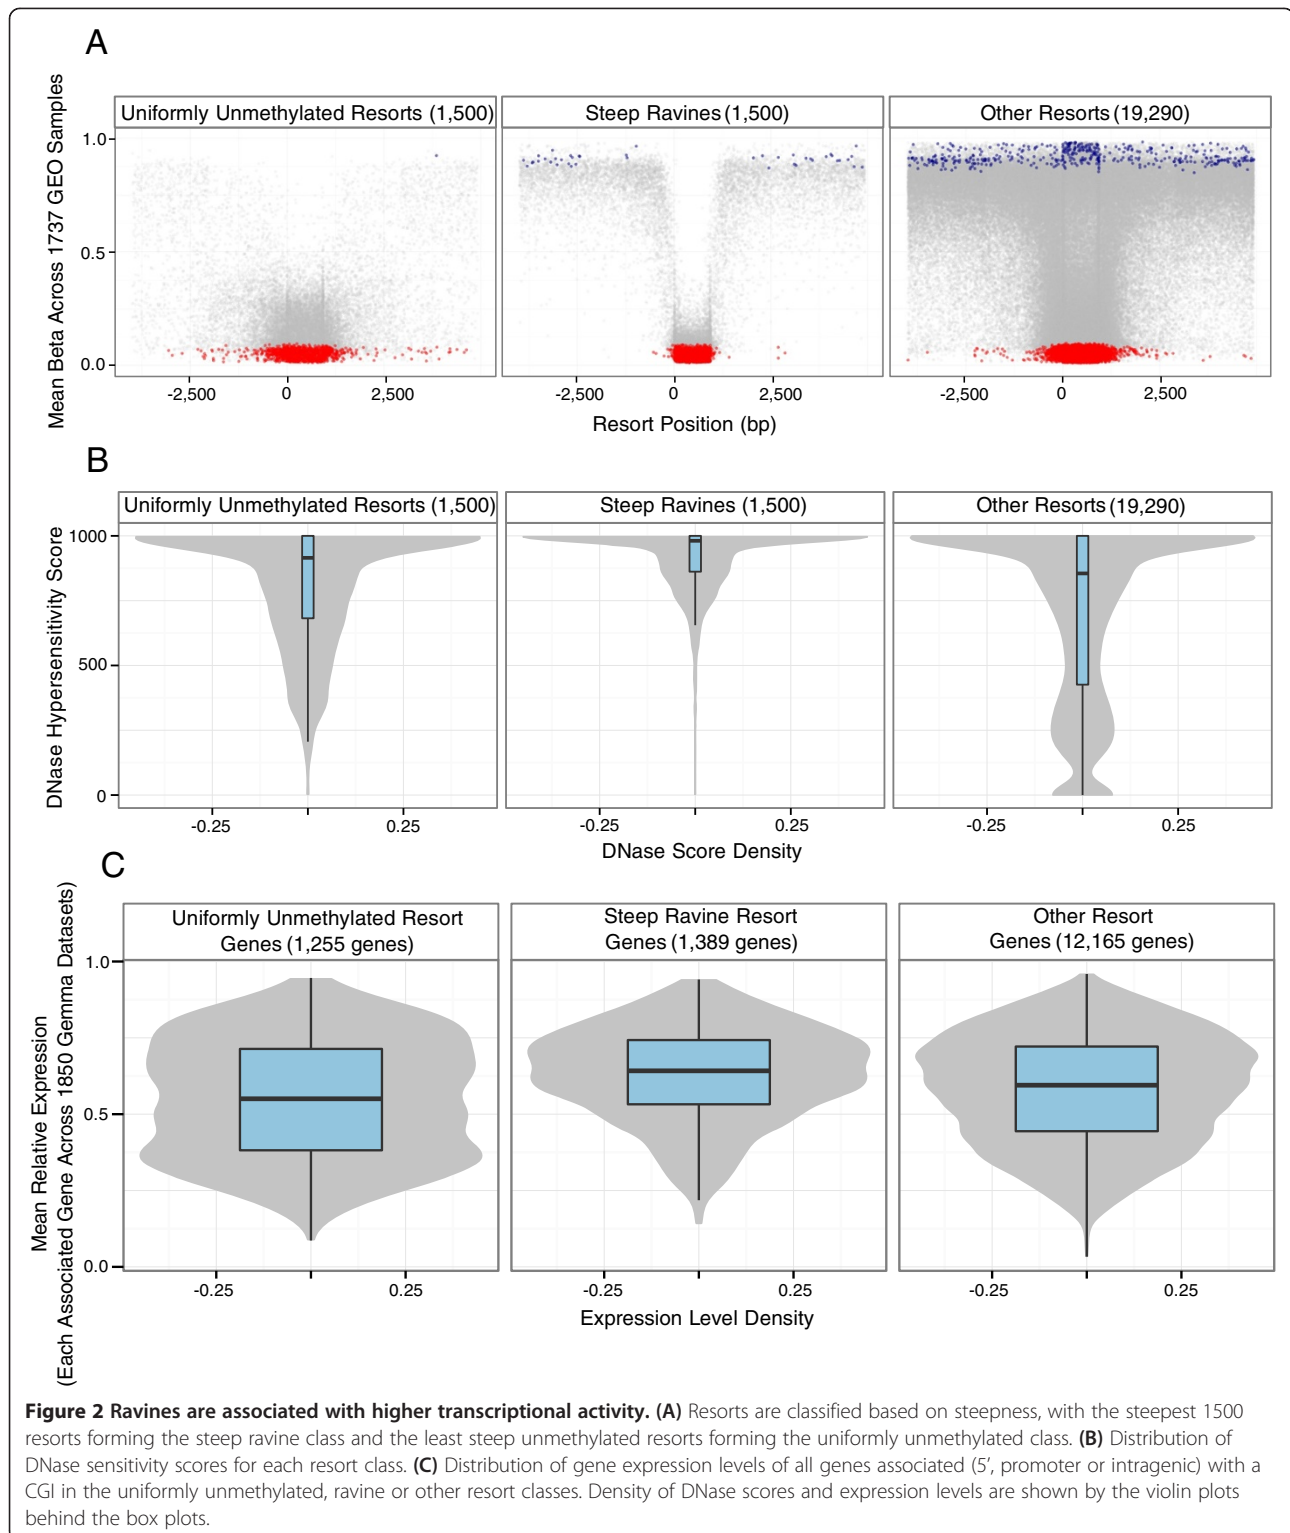 A
Mean Beta Across 1737 GEO Samples
Uniformly Unmethylated Resorts (1,500)
Steep Ravines (1,500)
Other Resorts (19,290)
1.0
0.5
0.0
-2,500 0 2,500
-2,500 0 2,500
-2,500 0 2,500
Resort Position (bp)
B
DNase Hypersensitivity Score
Uniformly Unmethylated Resorts (1,500)
Steep Ravines (1,500)
Other Resorts (19,290)
1000
500
0
-0.25 0.25
-0.25 0.25
-0.25 0.25
DNase Score Density
C
Mean Relative Expression
(Each Associated Gene Across 1850 Gemma Datasets)
Uniformly Unmethylated Resort
Genes (1,255 genes)
Steep Ravine Resort
Genes (1,389 genes)
Other Resort
Genes (12,165 genes)
1.0
0.5
0.0
-0.25 0.25
-0.25 0.25
-0.25 0.25
Expression Level Density
Figure 2 Ravines are associated with higher transcriptional activity. (A) Resorts are classified based on steepness, with the steepest 1500
resorts forming the steep ravine class and the least steep unmethylated resorts forming the uniformly unmethylated class. (B) Distribution of
DNase sensitivity scores for each resort class. (C) Distribution of gene expression levels of all genes associated (5′, promoter or intragenic) with a
CGI in the uniformly unmethylated, ravine or other resort classes. Density of DNase scores and expression levels are shown by the violin plots
behind the box plots.